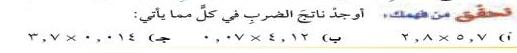 تحقق من فهمك: أوجدُ ناتجَ الضربِ في كلِّ مما يأتي:
أ) ٢,٨ × ٥,٧ ب) ٠,٠٧ × ٤,١٢ جـ) ٣,٧ × ٠,٠١٤